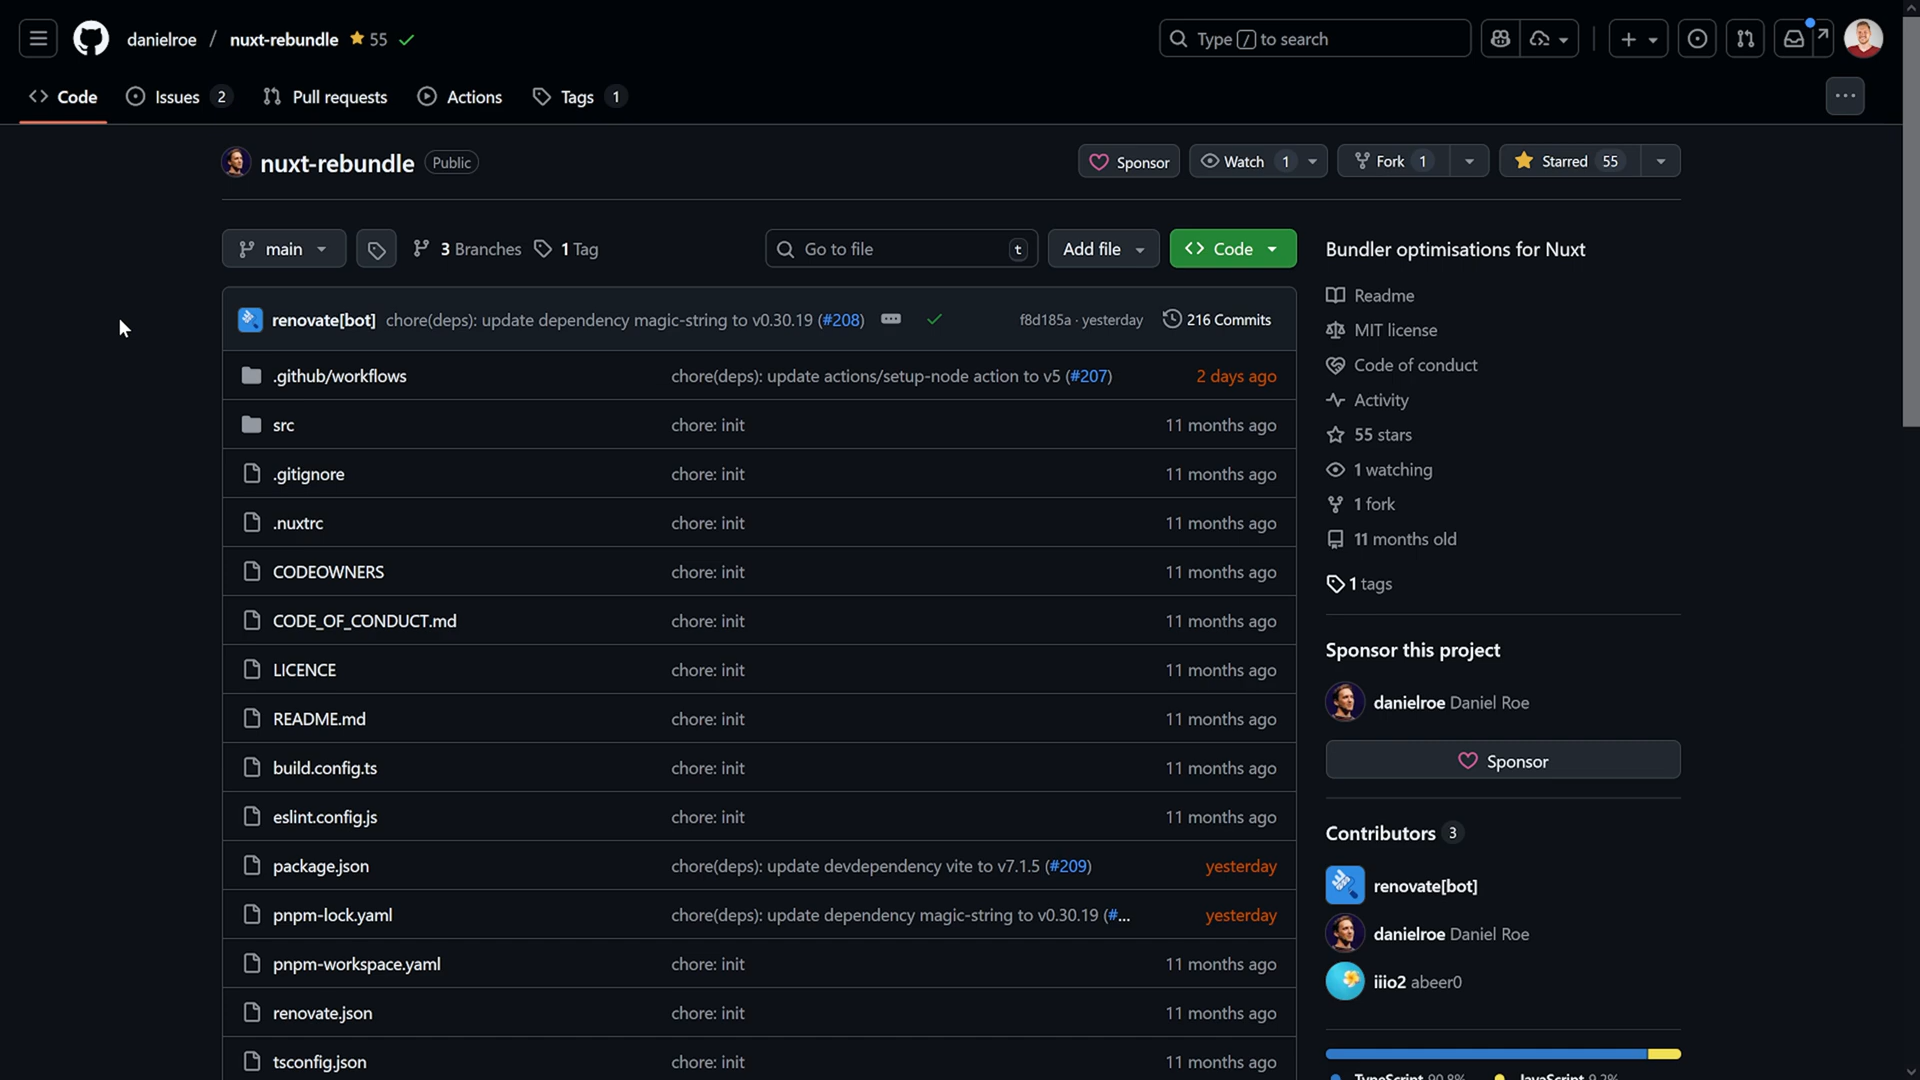 danielroe / nuxt-rebundle 55
Type / to search
Code
Issues 2
Pull requests
Actions
Tags 1
nuxt-rebundle Public
Sponsor
Watch 1
Fork 1
Starred 55
main
3 Branches
1 Tag
Go to file t
Add file
Code
renovate[bot] chore(deps): update dependency magic-string to v0.30.19 (#208) f8d185a · yesterday 216 Commits
.github/workflows chore(deps): update actions/setup-node action to v5 (#207) 2 days ago
src chore: init 11 months ago
.gitignore chore: init 11 months ago
.nuxtrc chore: init 11 months ago
CODEOWNERS chore: init 11 months ago
CODE_OF_CONDUCT.md chore: init 11 months ago
LICENCE chore: init 11 months ago
README.md chore: init 11 months ago
build.config.ts chore: init 11 months ago
eslint.config.js chore: init 11 months ago
package.json chore(deps): update devdependency vite to v7.1.5 (#209) yesterday
pnpm-lock.yaml chore(deps): update dependency magic-string to v0.30.19 (#... yesterday
pnpm-workspace.yaml chore: init 11 months ago
renovate.json chore: init 11 months ago
tsconfig.json chore: init 11 months ago
Bundler optimisations for Nuxt
Readme
MIT license
Code of conduct
Activity
55 stars
1 watching
1 fork
11 months old
1 tags
Sponsor this project
danielroe Daniel Roe
Sponsor
Contributors 3
renovate[bot]
danielroe Daniel Roe
iiio2 abeer0
TypeScript 90.8% JavaScript 9.2%